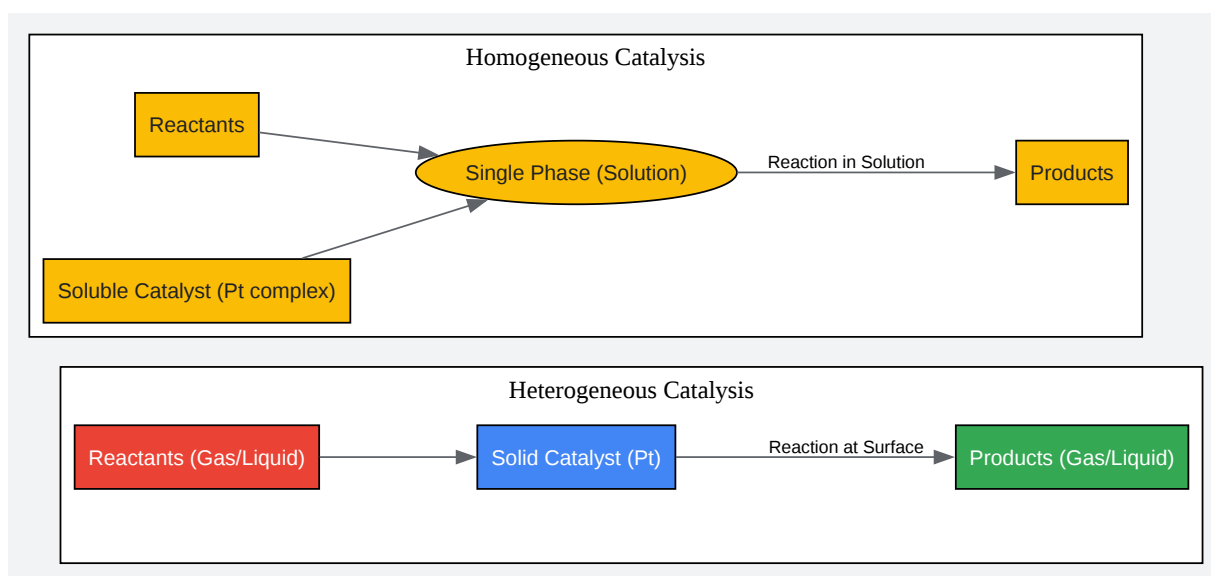 Homogeneous Catalysis
Reactants
Single Phase (Solution)
Reaction in Solution
Products
Soluble Catalyst (Pt complex)
Heterogeneous Catalysis
Reactants (Gas/Liquid)
Solid Catalyst (Pt)
Reaction at Surface
Products (Gas/Liquid)